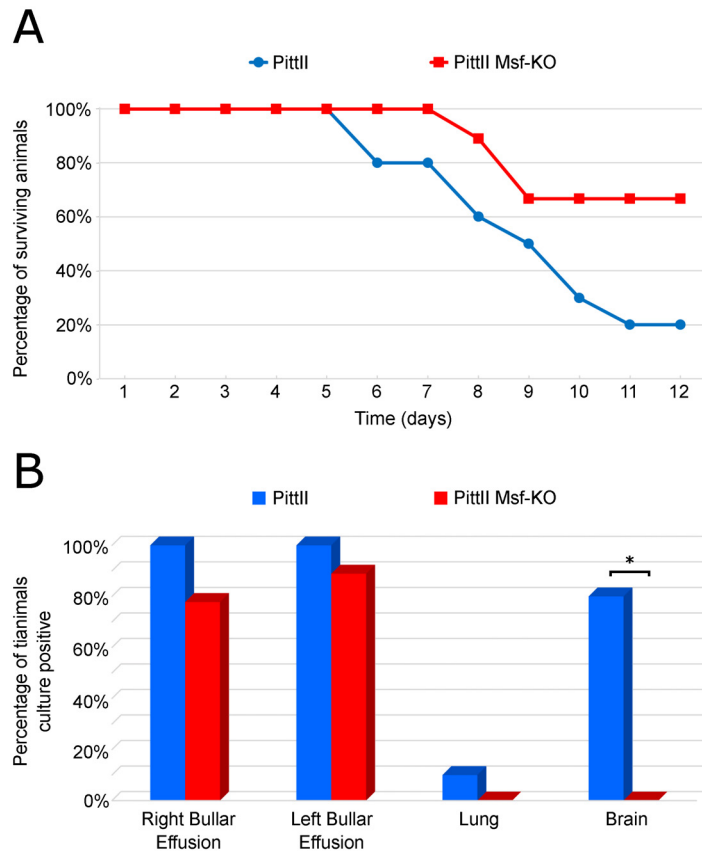 A
PittII
PittII Msf-KO
Percentage of surviving animals
100%
80%
60%
40%
20%
0%
1 2 3 4 5 6 7 8 9 10 11 12
Time (days)
B
PittII
PittII Msf-KO
Percentage of tianimals
culture positive
100%
80%
60%
40%
20%
0%
*
Right Bullar
Effusion
Left Bullar
Effusion
Lung
Brain